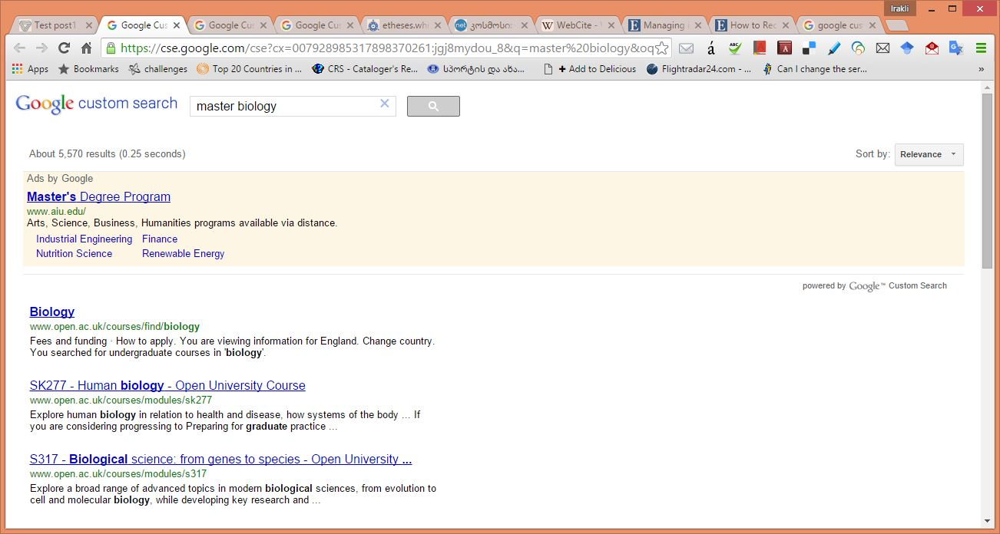 Irakli
Test post1
Google Cus
Google Cus
Google Cus
etheses.whi
net კოსმოსი:
W WebCite - V
E Managing i
E How to Rec
google cus
https://cse.google.com/cse?cx=007928985317898370261:jgj8mydou_8&q=master%20biology&oq
Apps Bookmarks challenges Top 20 Countries in ... CRS - Cataloger's Re... სპორტის და ახა... + Add to Delicious Flightradar24.com - ... Can I change the ser... »
Google custom search master biology
About 5,570 results (0.25 seconds) Sort by: Relevance
Ads by Google
Master's Degree Program
www.aiu.edu/
Arts, Science, Business, Humanities programs available via distance.
Industrial Engineering Finance
Nutrition Science Renewable Energy
powered by Google™ Custom Search
Biology
www.open.ac.uk/courses/find/biology
Fees and funding · How to apply. You are viewing information for England. Change country.
You searched for undergraduate courses in 'biology'.
SK277 - Human biology - Open University Course
www.open.ac.uk/courses/modules/sk277
Explore human biology in relation to health and disease, how systems of the body ... If
you are considering progressing to Preparing for graduate practice ...
S317 - Biological science: from genes to species - Open University ...
www.open.ac.uk/courses/modules/s317
Explore a broad range of advanced topics in modern biological sciences, from evolution to
cell and molecular biology, while developing key research and ...